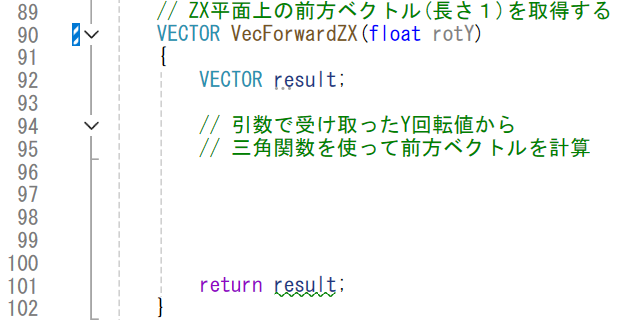 89 // ZX平面上の前方ベクトル(長さ１)を取得する
90 VECTOR VecForwardZX(float rotY)
91 {
92 VECTOR result;
93
94 // 引数で受け取ったY回転値から
95 // 三角関数を使って前方ベクトルを計算
96
97
98
99
100
101 return result;
102 }